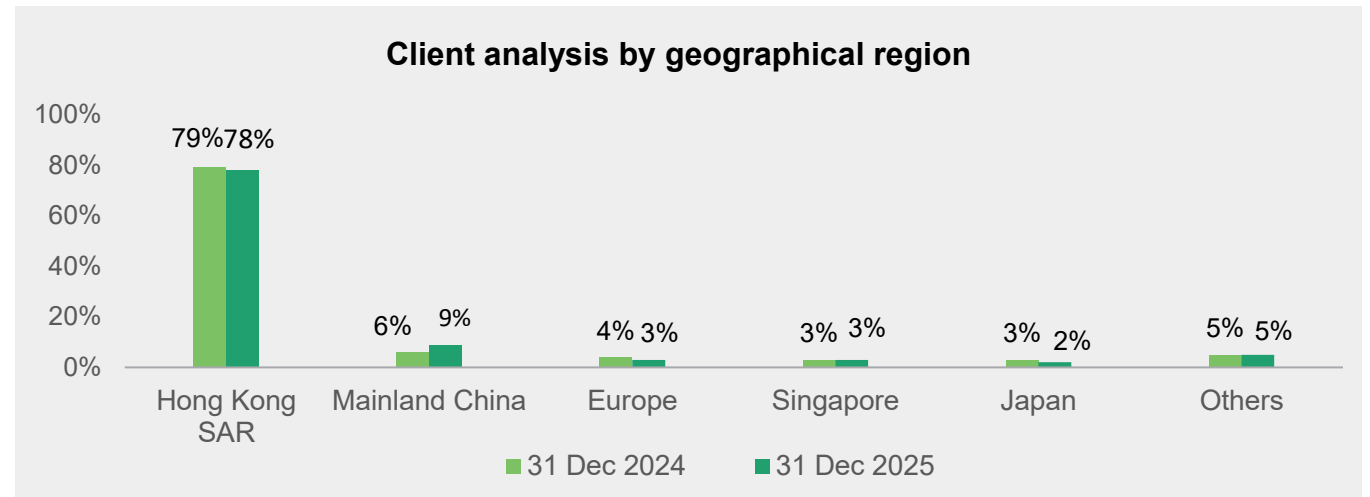 Client analysis by geographical region
100%
80%
60%
40%
20%
0%
79% 78%
6% 9%
4% 3%
3% 3%
3% 2%
5% 5%
Hong Kong SAR
Mainland China
Europe
Singapore
Japan
Others
31 Dec 2024
31 Dec 2025